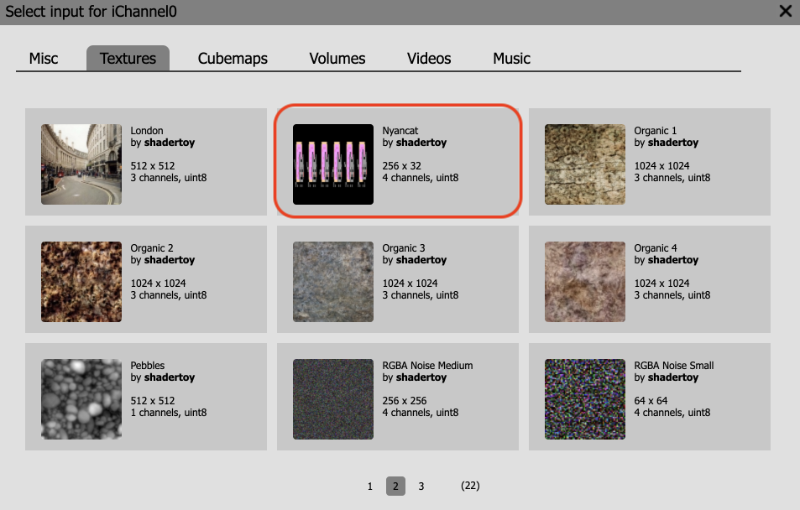 Select input for iChannel0
Misc Textures Cubemaps Volumes Videos Music
London
by shadertoy
512 x 512
3 channels, uint8
Nyancat
by shadertoy
256 x 32
4 channels, uint8
Organic 1
by shadertoy
1024 x 1024
3 channels, uint8
Organic 2
by shadertoy
1024 x 1024
3 channels, uint8
Organic 3
by shadertoy
1024 x 1024
3 channels, uint8
Organic 4
by shadertoy
1024 x 1024
3 channels, uint8
Pebbles
by shadertoy
512 x 512
1 channels, uint8
RGBA Noise Medium
by shadertoy
256 x 256
4 channels, uint8
RGBA Noise Small
by shadertoy
64 x 64
4 channels, uint8
1 2 3 (22)